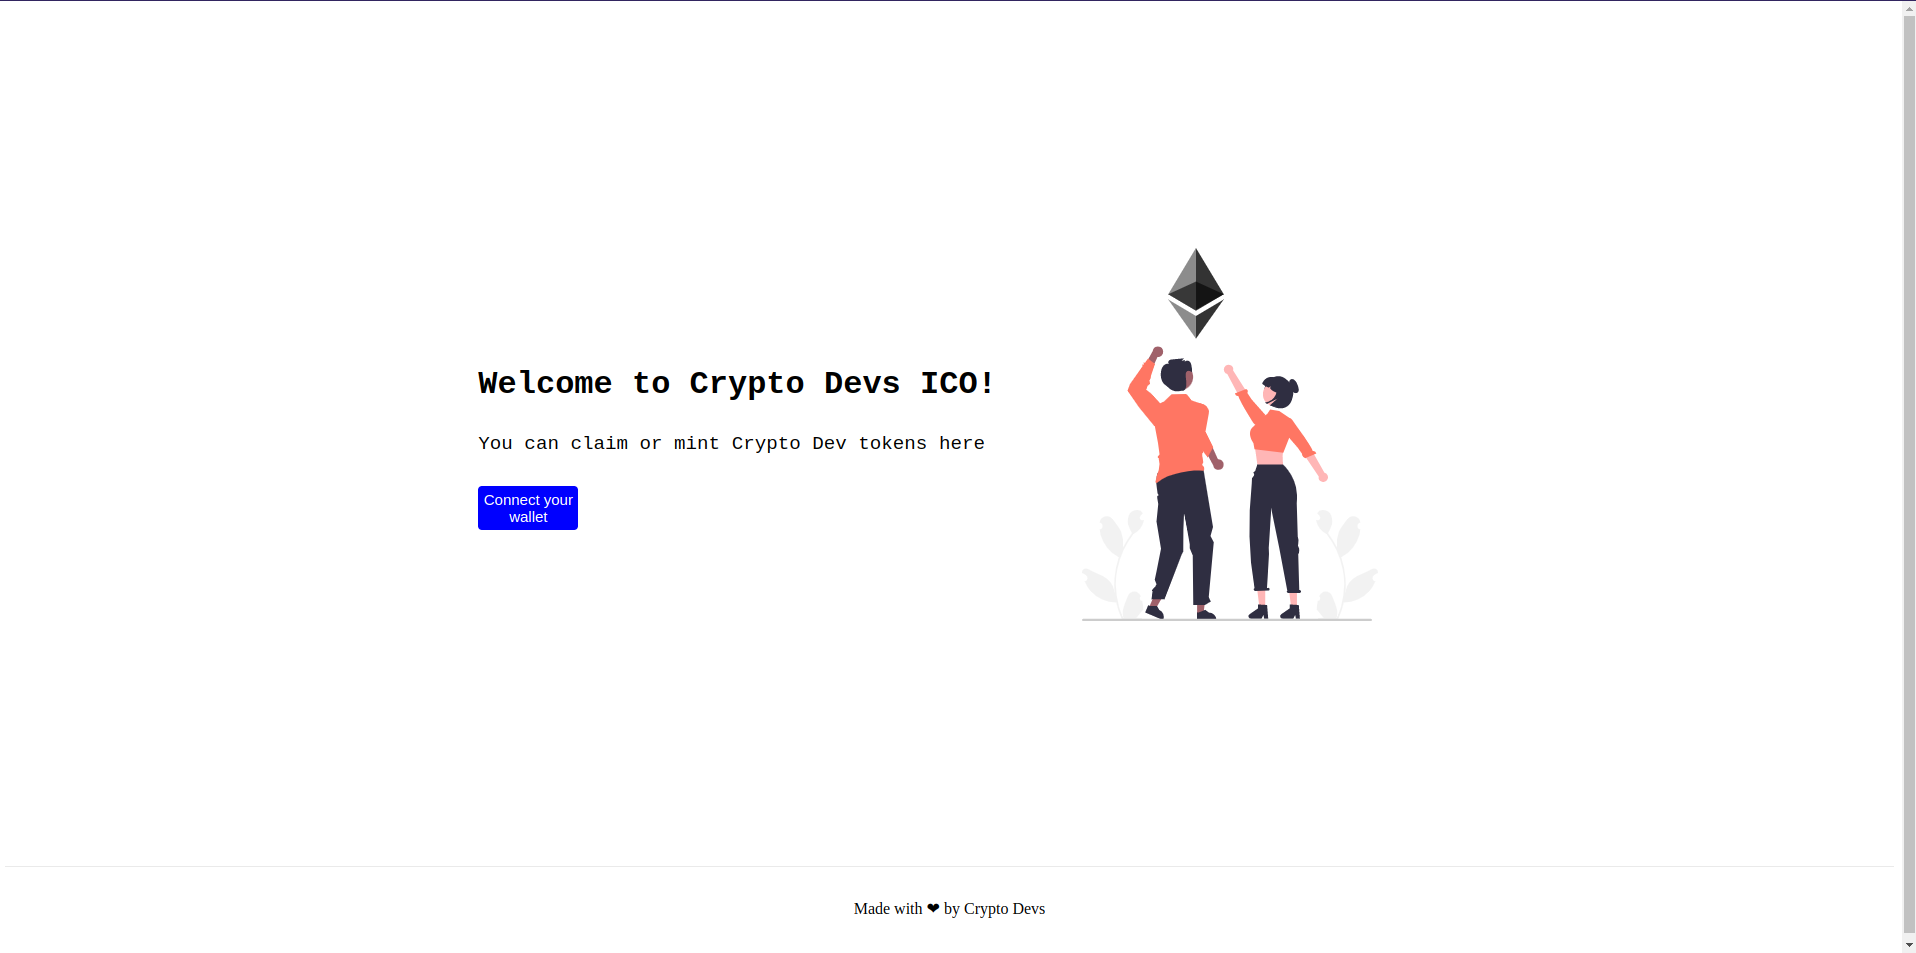 Welcome to Crypto Devs ICO!
You can claim or mint Crypto Dev tokens here
Connect your
wallet
Made with ❤ by Crypto Devs